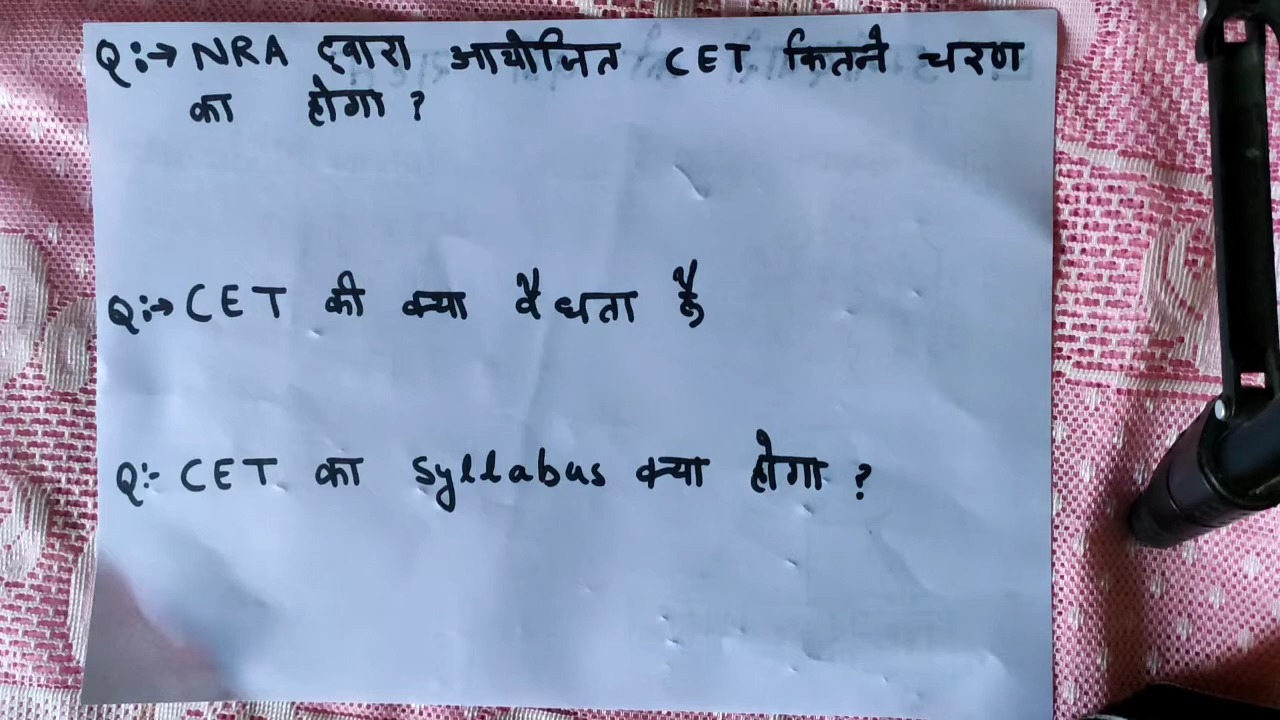 Q:→ NRA द्वारा आयोजित CET कितने चरण
का होगा ?
Q:→ CET की क्या वैधता है
Q:- CET का Syllabus क्या होगा ?